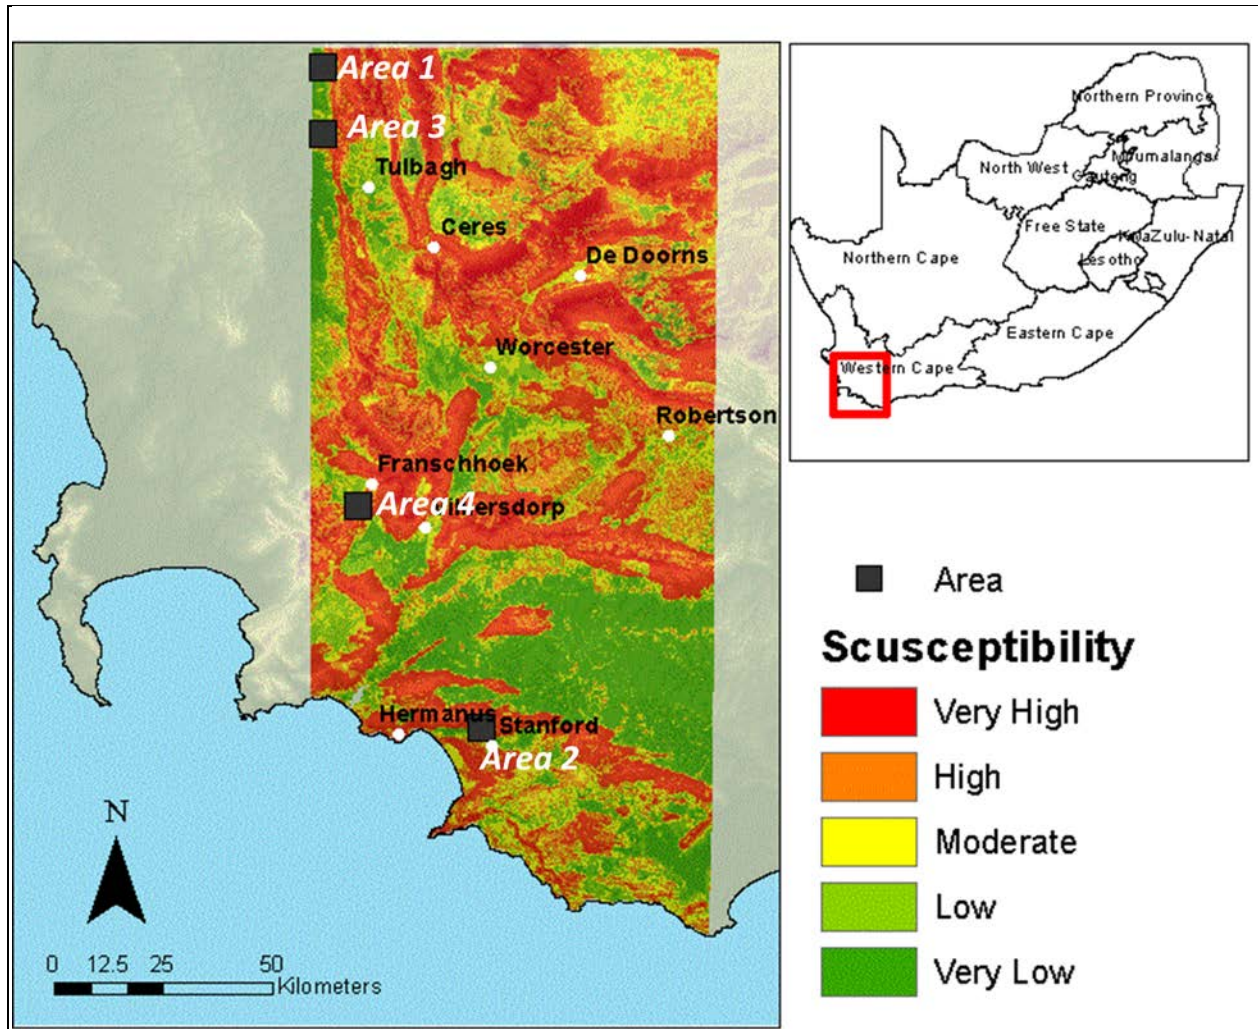 Area 1
Area 3
Tulbagh
Ceres
De Doorns
Worcester
Robertson
Franschhoek
Area 4
Hermanus
Stanford
Area 2
N
0 12.5 25 50
Kilometers
Northern Province
North West
Mpumalanga
Gauteng
Free State
KwaZulu-Natal
Lesotho
Northern Cape
Eastern Cape
Western Cape
Area
Scusceptibility
Very High
High
Moderate
Low
Very Low